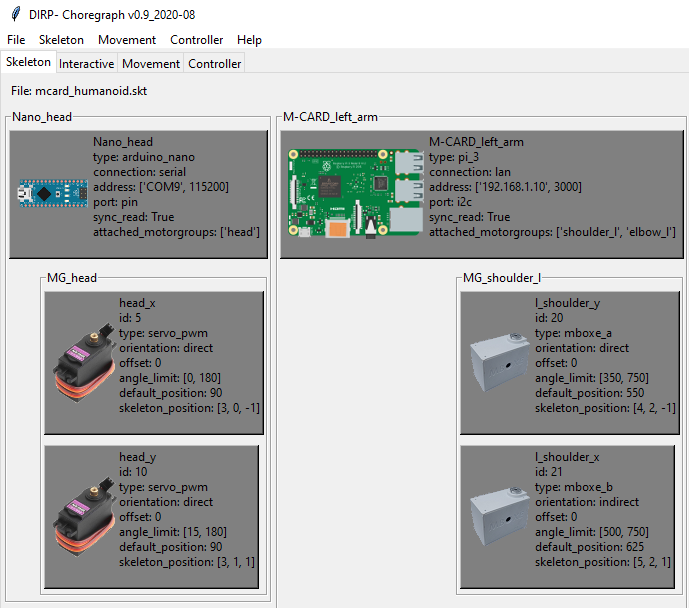 DIRP- Choregraph v0.9_2020-08
File Skeleton Movement Controller Help
Skeleton Interactive Movement Controller
File: mcard_humanoid.skt
Nano_head
Nano_head
type: arduino_nano
connection: serial
address: ['COM9', 115200]
port: pin
sync_read: True
attached_motorgroups: ['head']
MG_head
head_x
id: 5
type: servo_pwm
orientation: direct
offset: 0
angle_limit: [0, 180]
default_position: 90
skeleton_position: [3, 0, -1]
head_y
id: 10
type: servo_pwm
orientation: direct
offset: 0
angle_limit: [15, 180]
default_position: 90
skeleton_position: [3, 1, 1]
M-CARD_left_arm
M-CARD_left_arm
type: pi_3
connection: lan
address: ['192.168.1.10', 3000]
port: i2c
sync_read: True
attached_motorgroups: ['shoulder_l', 'elbow_l']
MG_shoulder_l
l_shoulder_y
id: 20
type: mboxe_a
orientation: direct
offset: 0
angle_limit: [350, 750]
default_position: 550
skeleton_position: [4, 2, -1]
l_shoulder_x
id: 21
type: mboxe_b
orientation: indirect
offset: 0
angle_limit: [500, 750]
default_position: 625
skeleton_position: [5, 2, 1]